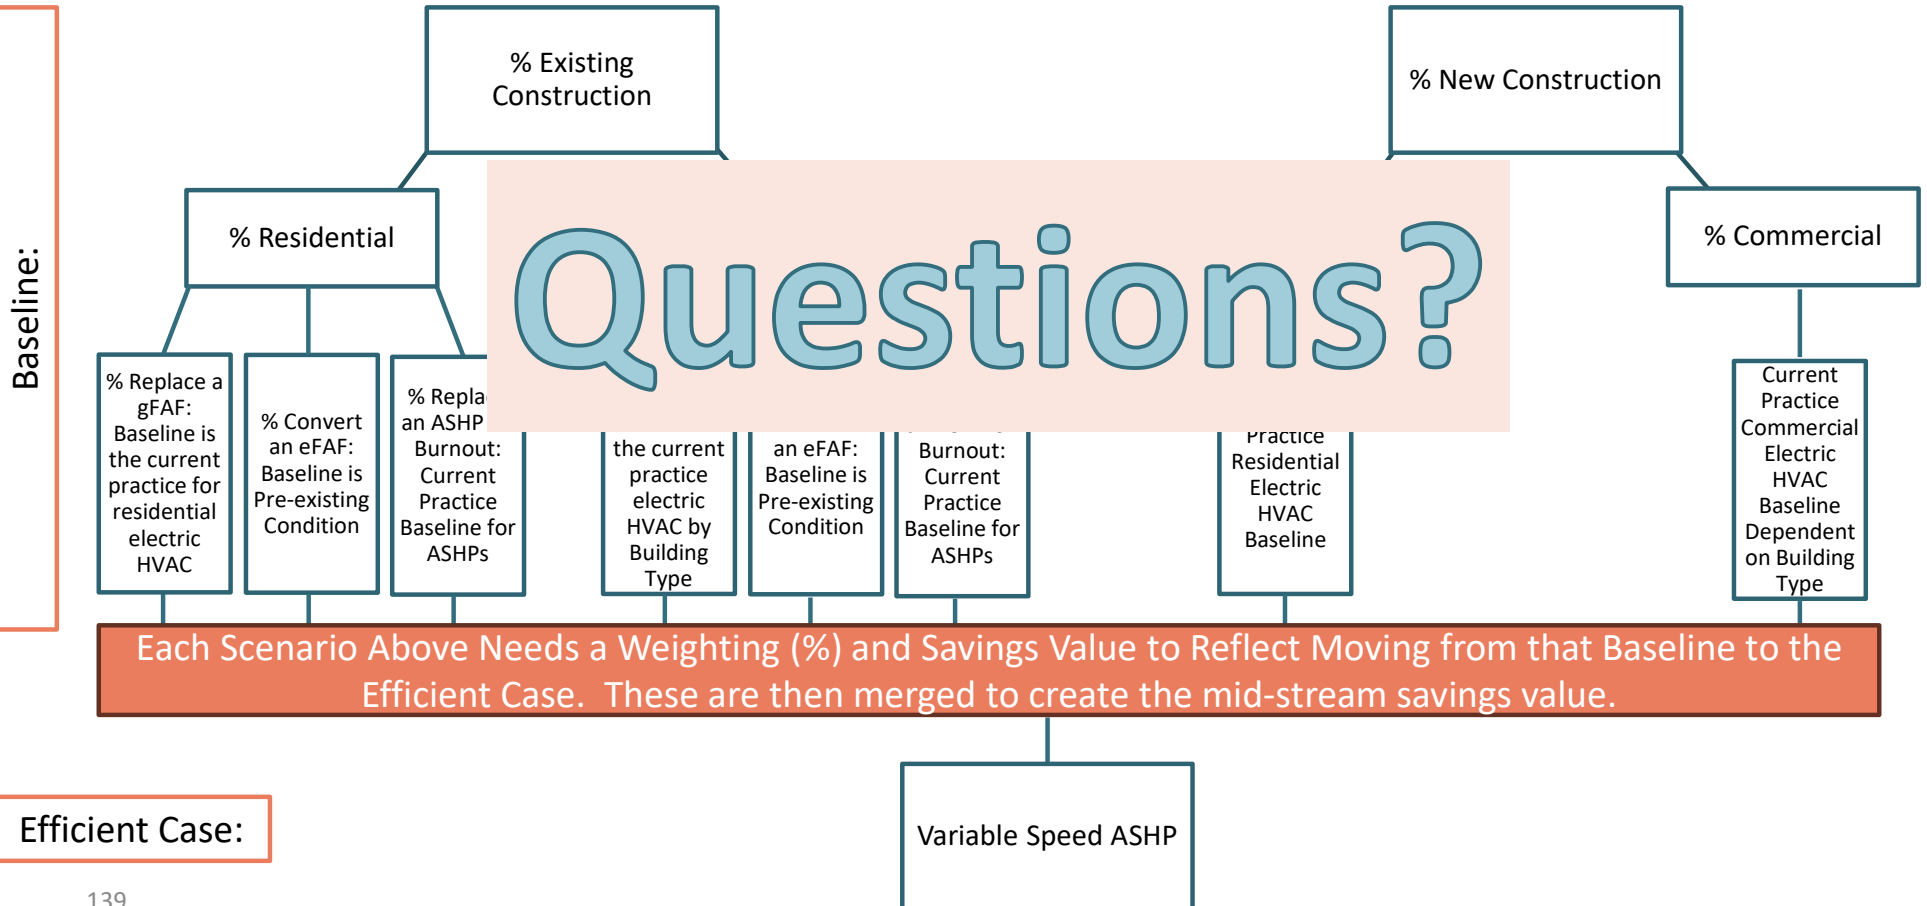 Baseline:
% Existing
Construction
% New Construction
% Residential
% Commercial
Questions?
% Replace a
gFAF:
Baseline is
the current
practice for
residential
electric
HVAC
% Convert
an eFAF:
Baseline is
Pre-existing
Condition
an ASHP
Burnout:
Current
Practice
Baseline for
ASHPs
the current
practice
electric
HVAC by
Building
Type
an eFAF:
Baseline is
Pre-existing
Condition
Burnout:
Current
Practice
Baseline for
ASHPs
Practice
Residential
Electric
HVAC
Baseline
Current
Practice
Commercial
Electric
HVAC
Baseline
Dependent
on Building
Type
Each Scenario Above Needs a Weighting (%) and Savings Value to Reflect Moving from that Baseline to the
Efficient Case. These are then merged to create the mid-stream savings value.
Variable Speed ASHP
Efficient Case:
139